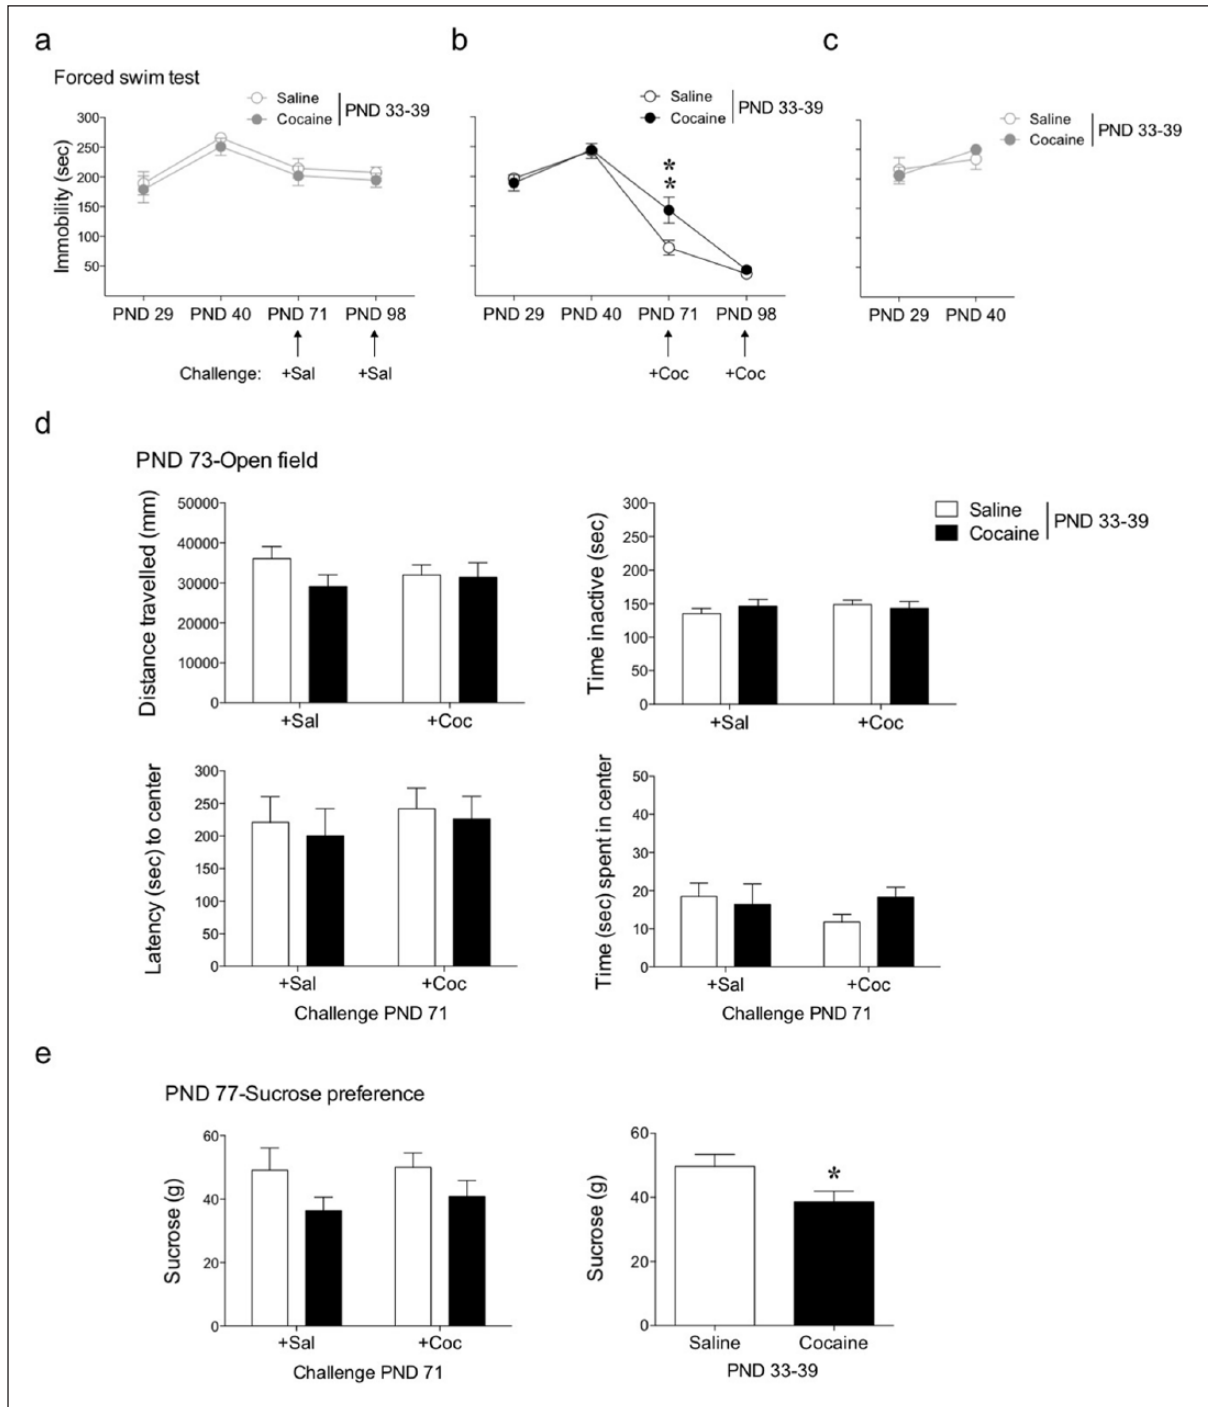 a
b
c
Forced swim test
Saline
Cocaine
PND 33-39
Saline
Cocaine
PND 33-39
Saline
Cocaine
PND 33-39
Immobility (sec)
300
250
200
150
100
50
PND 29 PND 40 PND 71 PND 98
PND 29 PND 40 PND 71 PND 98
PND 29 PND 40
* *
Challenge: +Sal +Sal
+Coc +Coc
d
PND 73-Open field
Distance travelled (mm)
50000
40000
30000
20000
10000
0
+Sal +Coc
Time inactive (sec)
300
250
200
150
100
50
0
+Sal +Coc
Saline
Cocaine
PND 33-39
Latency (sec) to center
300
250
200
150
100
50
0
+Sal +Coc
Challenge PND 71
Time (sec) spent in center
50
40
30
20
10
0
+Sal +Coc
Challenge PND 71
e
PND 77-Sucrose preference
Sucrose (g)
60
40
20
0
+Sal +Coc
Challenge PND 71
Sucrose (g)
60
40
20
0
*
Saline Cocaine
PND 33-39